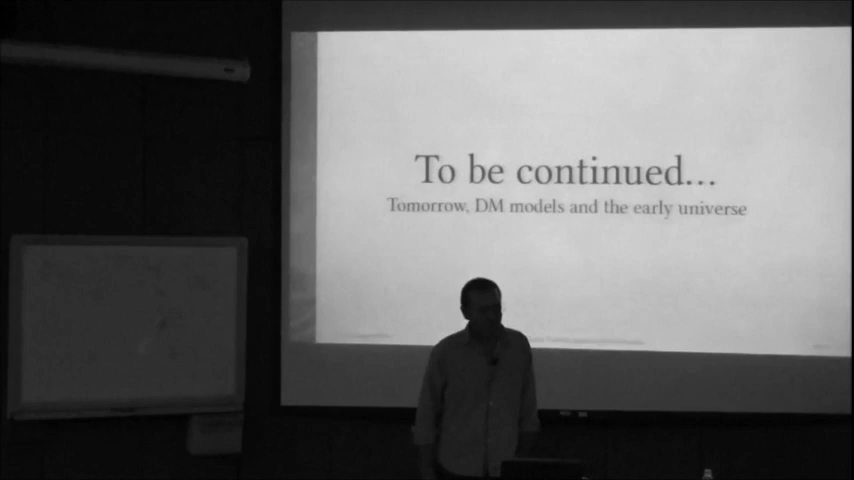 To be continued...
Tomorrow, DM models and the early universe